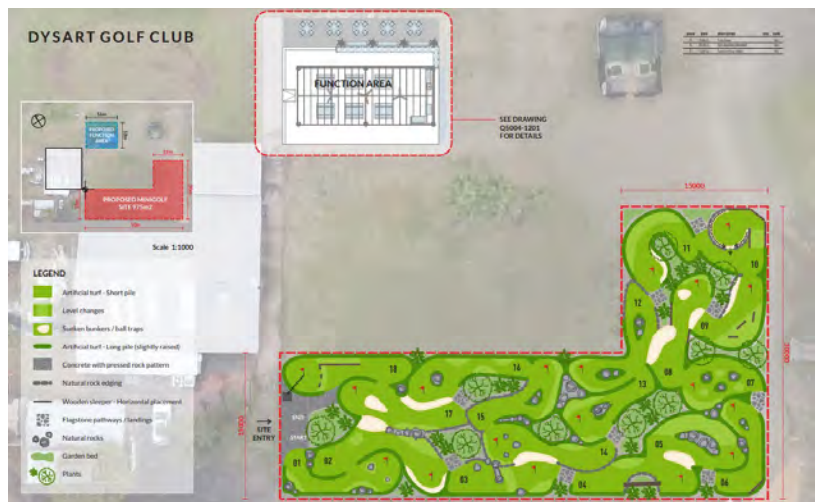 DYSART GOLF CLUB
FUNCTION AREA
SEE DRAWING
FOR DETAILS
PROPOSED
FUNCTION
AREA
PROPOSED MINIGOLF
SITE 975m2
Scale 1:1000
LEGEND
Artificial turf - Short pile
Level changes
Sunken bunkers / ball traps
Artificial turf - Long pile (slightly raised)
Concrete with pressed rock pattern
Natural rock edging
Wooden sleeper - Horizontal placement
Flagstone pathways / landings
Natural rocks
Garden bed
Plants
15000
11
10
12
09
08
13
07
18
16
17
15
END
START
SITE
ENTRY
01
02
03
04
14
05
06